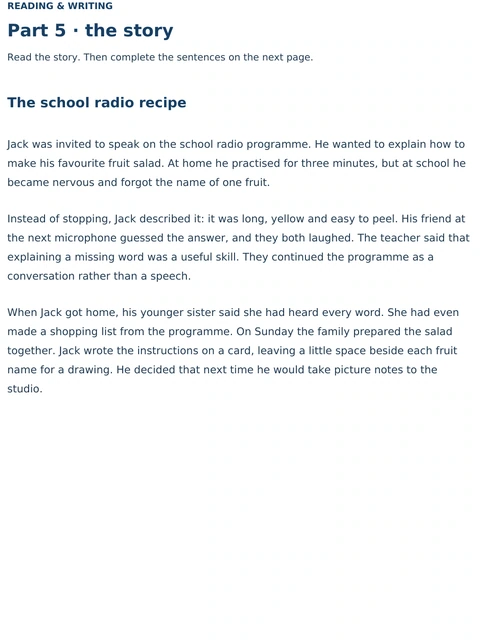 READING & WRITING
Part 5 · the story
Read the story. Then complete the sentences on the next page.
The school radio recipe
Jack was invited to speak on the school radio programme. He wanted to explain how to
make his favourite fruit salad. At home he practised for three minutes, but at school he
became nervous and forgot the name of one fruit.
Instead of stopping, Jack described it: it was long, yellow and easy to peel. His friend at
the next microphone guessed the answer, and they both laughed. The teacher said that
explaining a missing word was a useful skill. They continued the programme as a
conversation rather than a speech.
When Jack got home, his younger sister said she had heard every word. She had even
made a shopping list from the programme. On Sunday the family prepared the salad
together. Jack wrote the instructions on a card, leaving a little space beside each fruit
name for a drawing. He decided that next time he would take picture notes to the
studio.